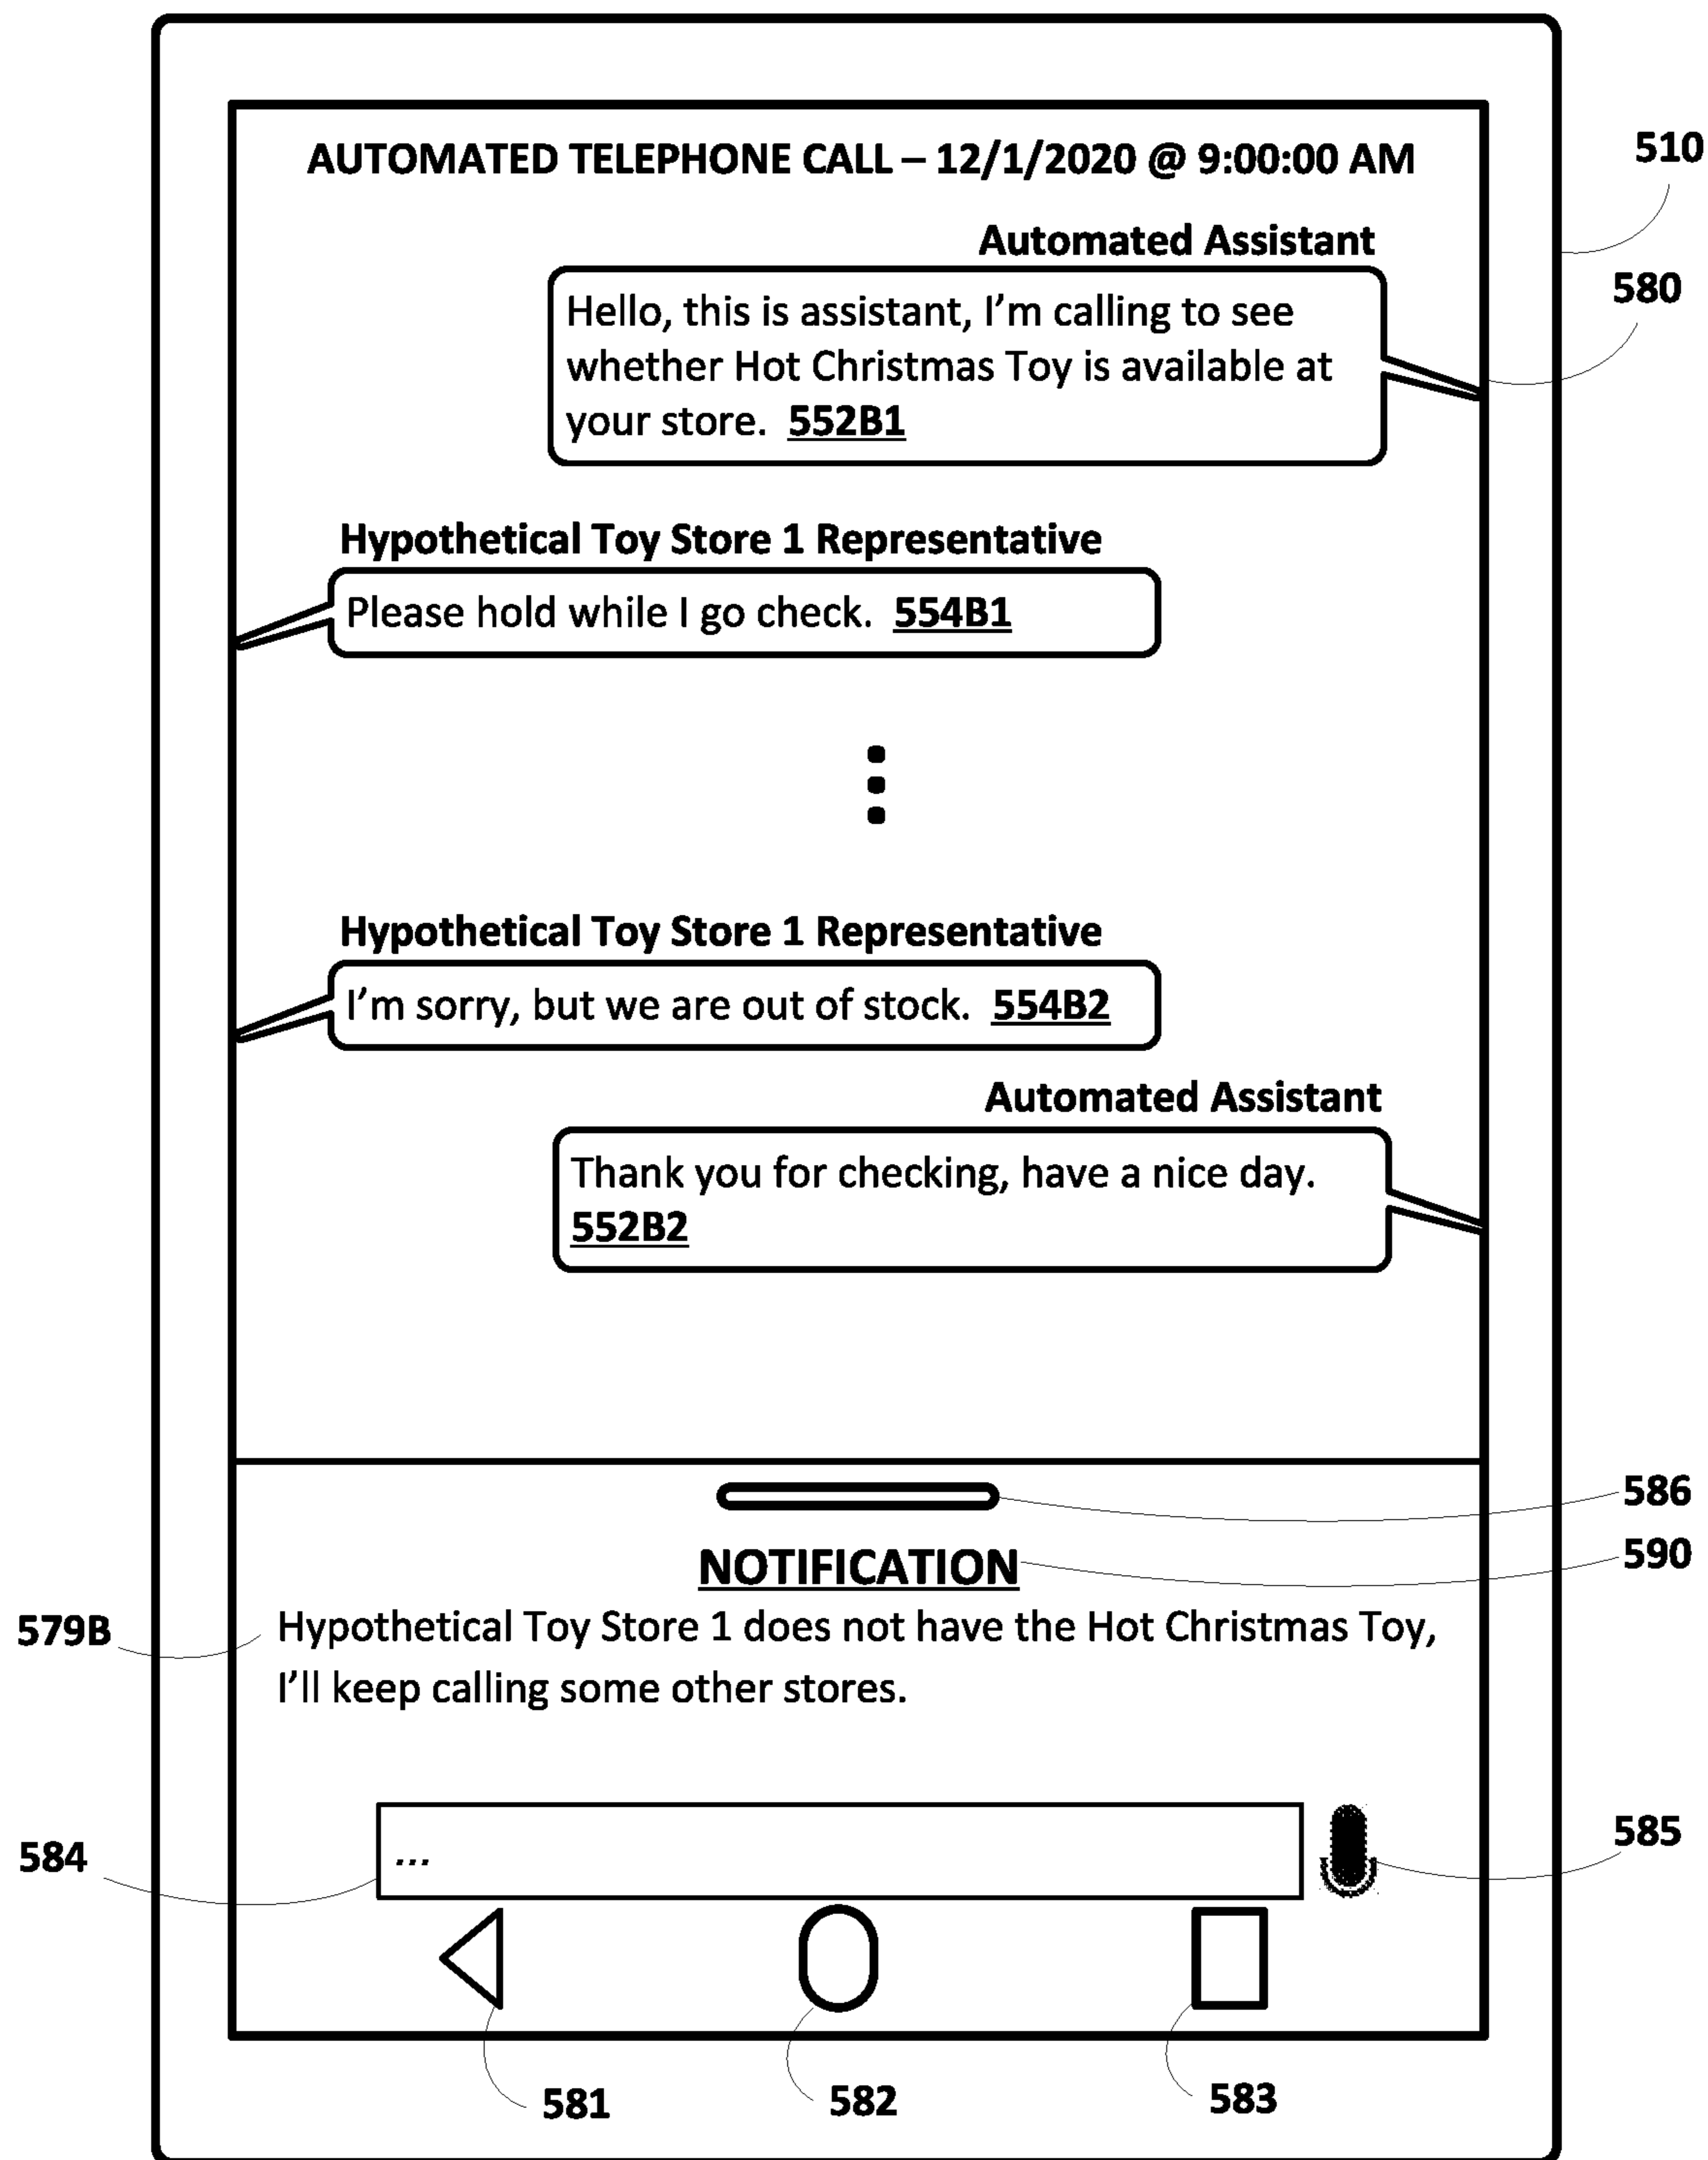 AUTOMATED TELEPHONE CALL – 12/1/2020 @ 9:00:00 AM
510
Automated Assistant
580
Hello, this is assistant, I'm calling to see
whether Hot Christmas Toy is available at
your store. 552B1
Hypothetical Toy Store 1 Representative
Please hold while I go check. 554B1
Hypothetical Toy Store 1 Representative
I'm sorry, but we are out of stock. 554B2
Automated Assistant
Thank you for checking, have a nice day.
552B2
586
NOTIFICATION
590
579B
Hypothetical Toy Store 1 does not have the Hot Christmas Toy,
I'll keep calling some other stores.
584
...
585
581
582
583